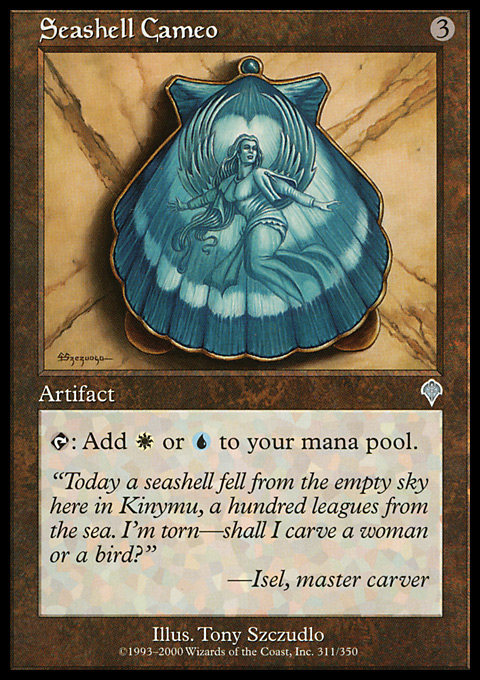 Seashell Cameo 3
Artifact
: Add or to your mana pool.
“Today a seashell fell from the empty sky
here in Kinymu, a hundred leagues from
the sea. I’m torn—shall I carve a woman
or a bird?”
—Isel, master carver
Illus. Tony Szczudlo
©1993–2000 Wizards of the Coast, Inc. 311/350